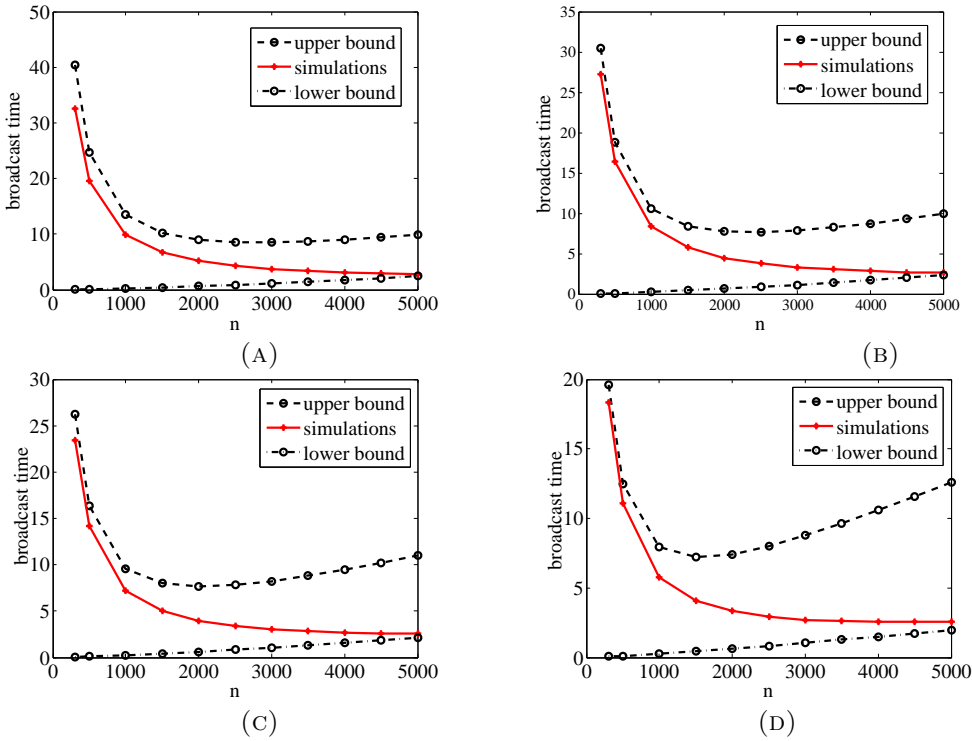 50
40
30
20
10
0
0 1000 2000 3000 4000 5000
broadcast time
n
upper bound
simulations
lower bound
(A)
35
30
25
20
15
10
5
0
0 1000 2000 3000 4000 5000
broadcast time
n
upper bound
simulations
lower bound
(B)
30
25
20
15
10
5
0
0 1000 2000 3000 4000 5000
broadcast time
n
upper bound
simulations
lower bound
(C)
20
15
10
5
0
0 1000 2000 3000 4000 5000
broadcast time
n
upper bound
simulations
lower bound
(D)